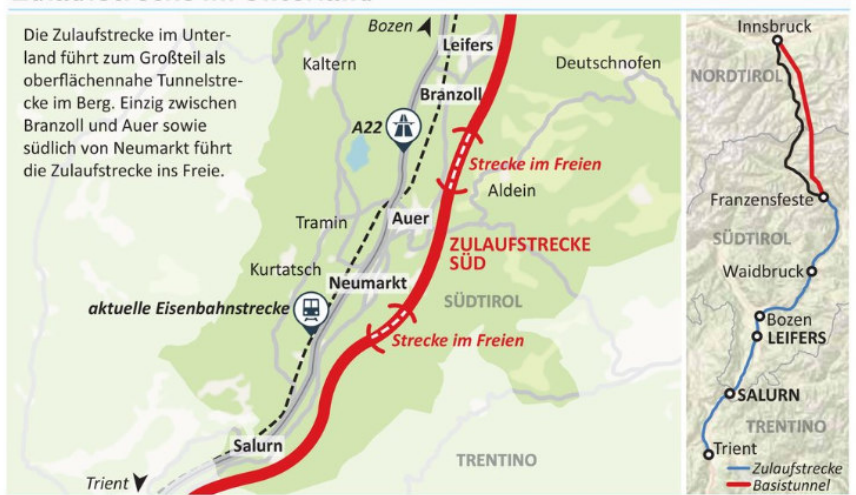 Die Zulaufstrecke im Unter-
land führt zum Großteil als
oberflächennahe Tunnelstre-
cke im Berg. Einzig zwischen
Branzoll und Auer sowie
südlich von Neumarkt führt
die Zulaufstrecke ins Freie.
Bozen
Leifers
Kaltern
Deutschnofen
Branzoll
A22
Strecke im Freien
Aldein
Tramin
Auer
ZULAUFSTRECKE
SÜD
Kurtatsch
Neumarkt
SÜDTIROL
aktuelle Eisenbahnstrecke
Strecke im Freien
Salurn
TRENTINO
Trient
Innsbruck
NORDTIROL
Franzensfeste
SÜDTIROL
Waidbruck
Bozen
LEIFERS
SALURN
TRENTINO
Trient
Zulaufstrecke
Basistunnel